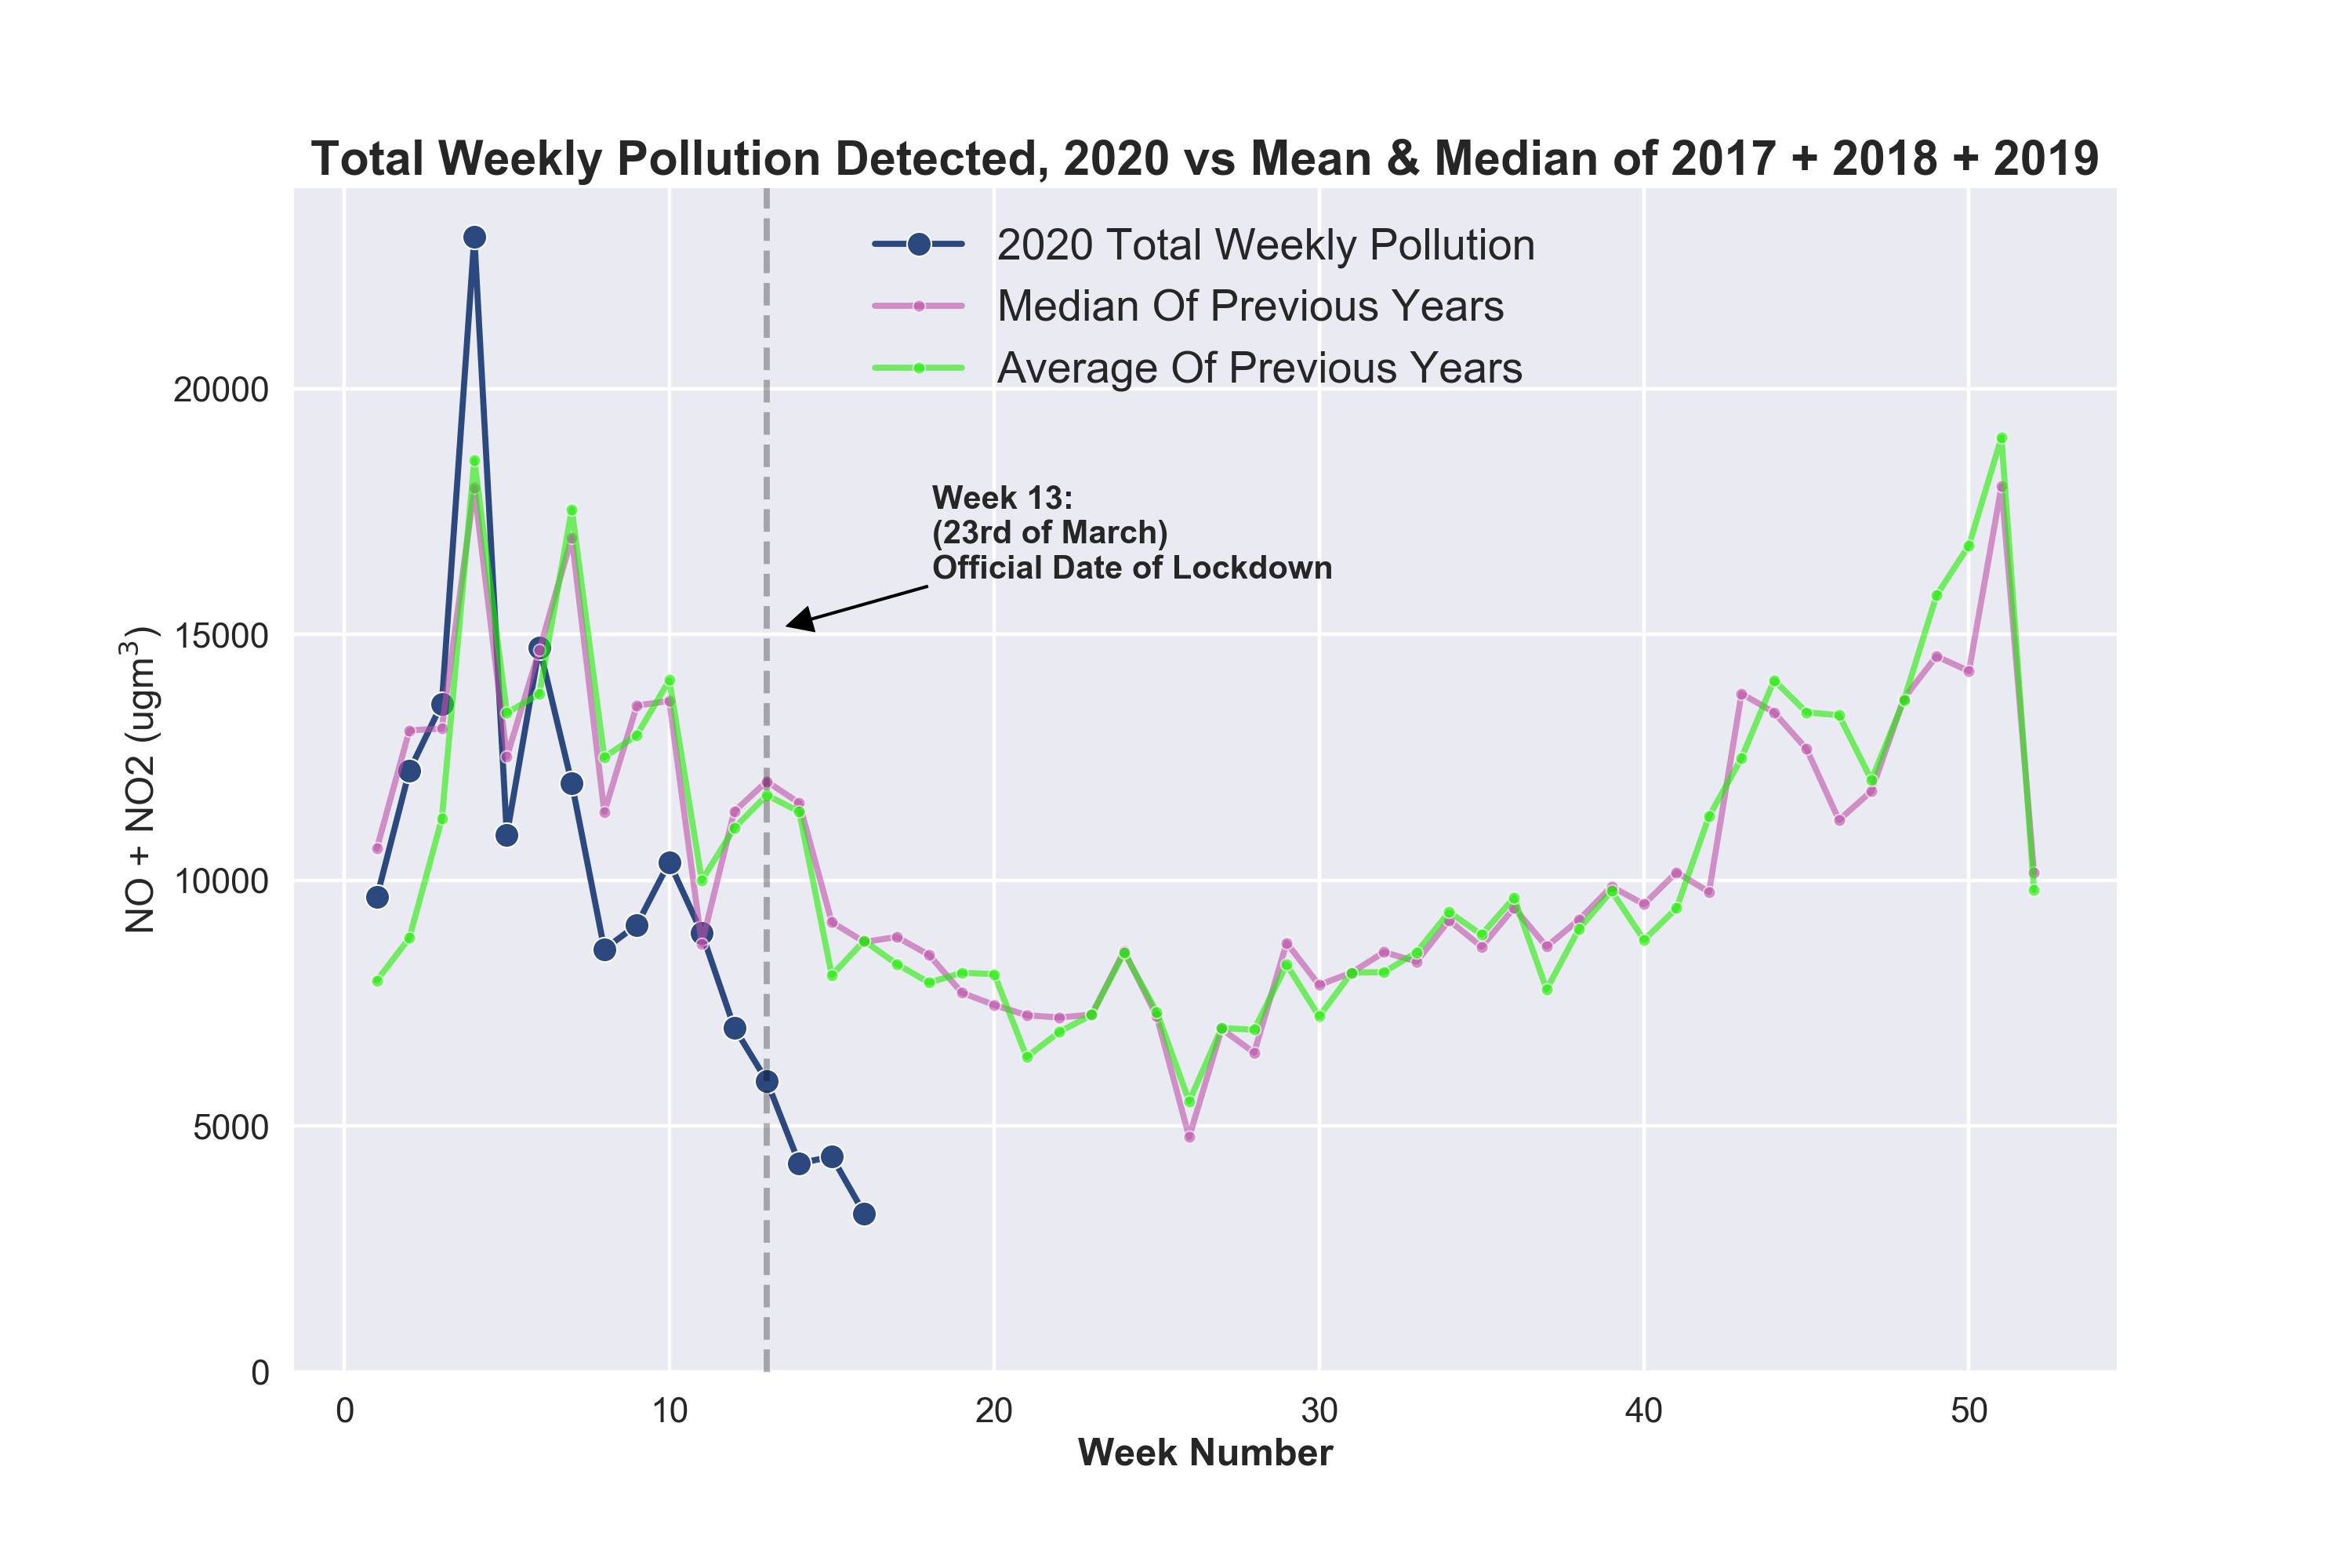 Total Weekly Pollution Detected, 2020 vs Mean & Median of 2017 + 2018 + 2019
2020 Total Weekly Pollution
Median Of Previous Years
Average Of Previous Years
Week 13:
(23rd of March)
Official Date of Lockdown
NO + NO2 (ugm³)
20000
15000
10000
5000
0
0 10 20 30 40 50
Week Number